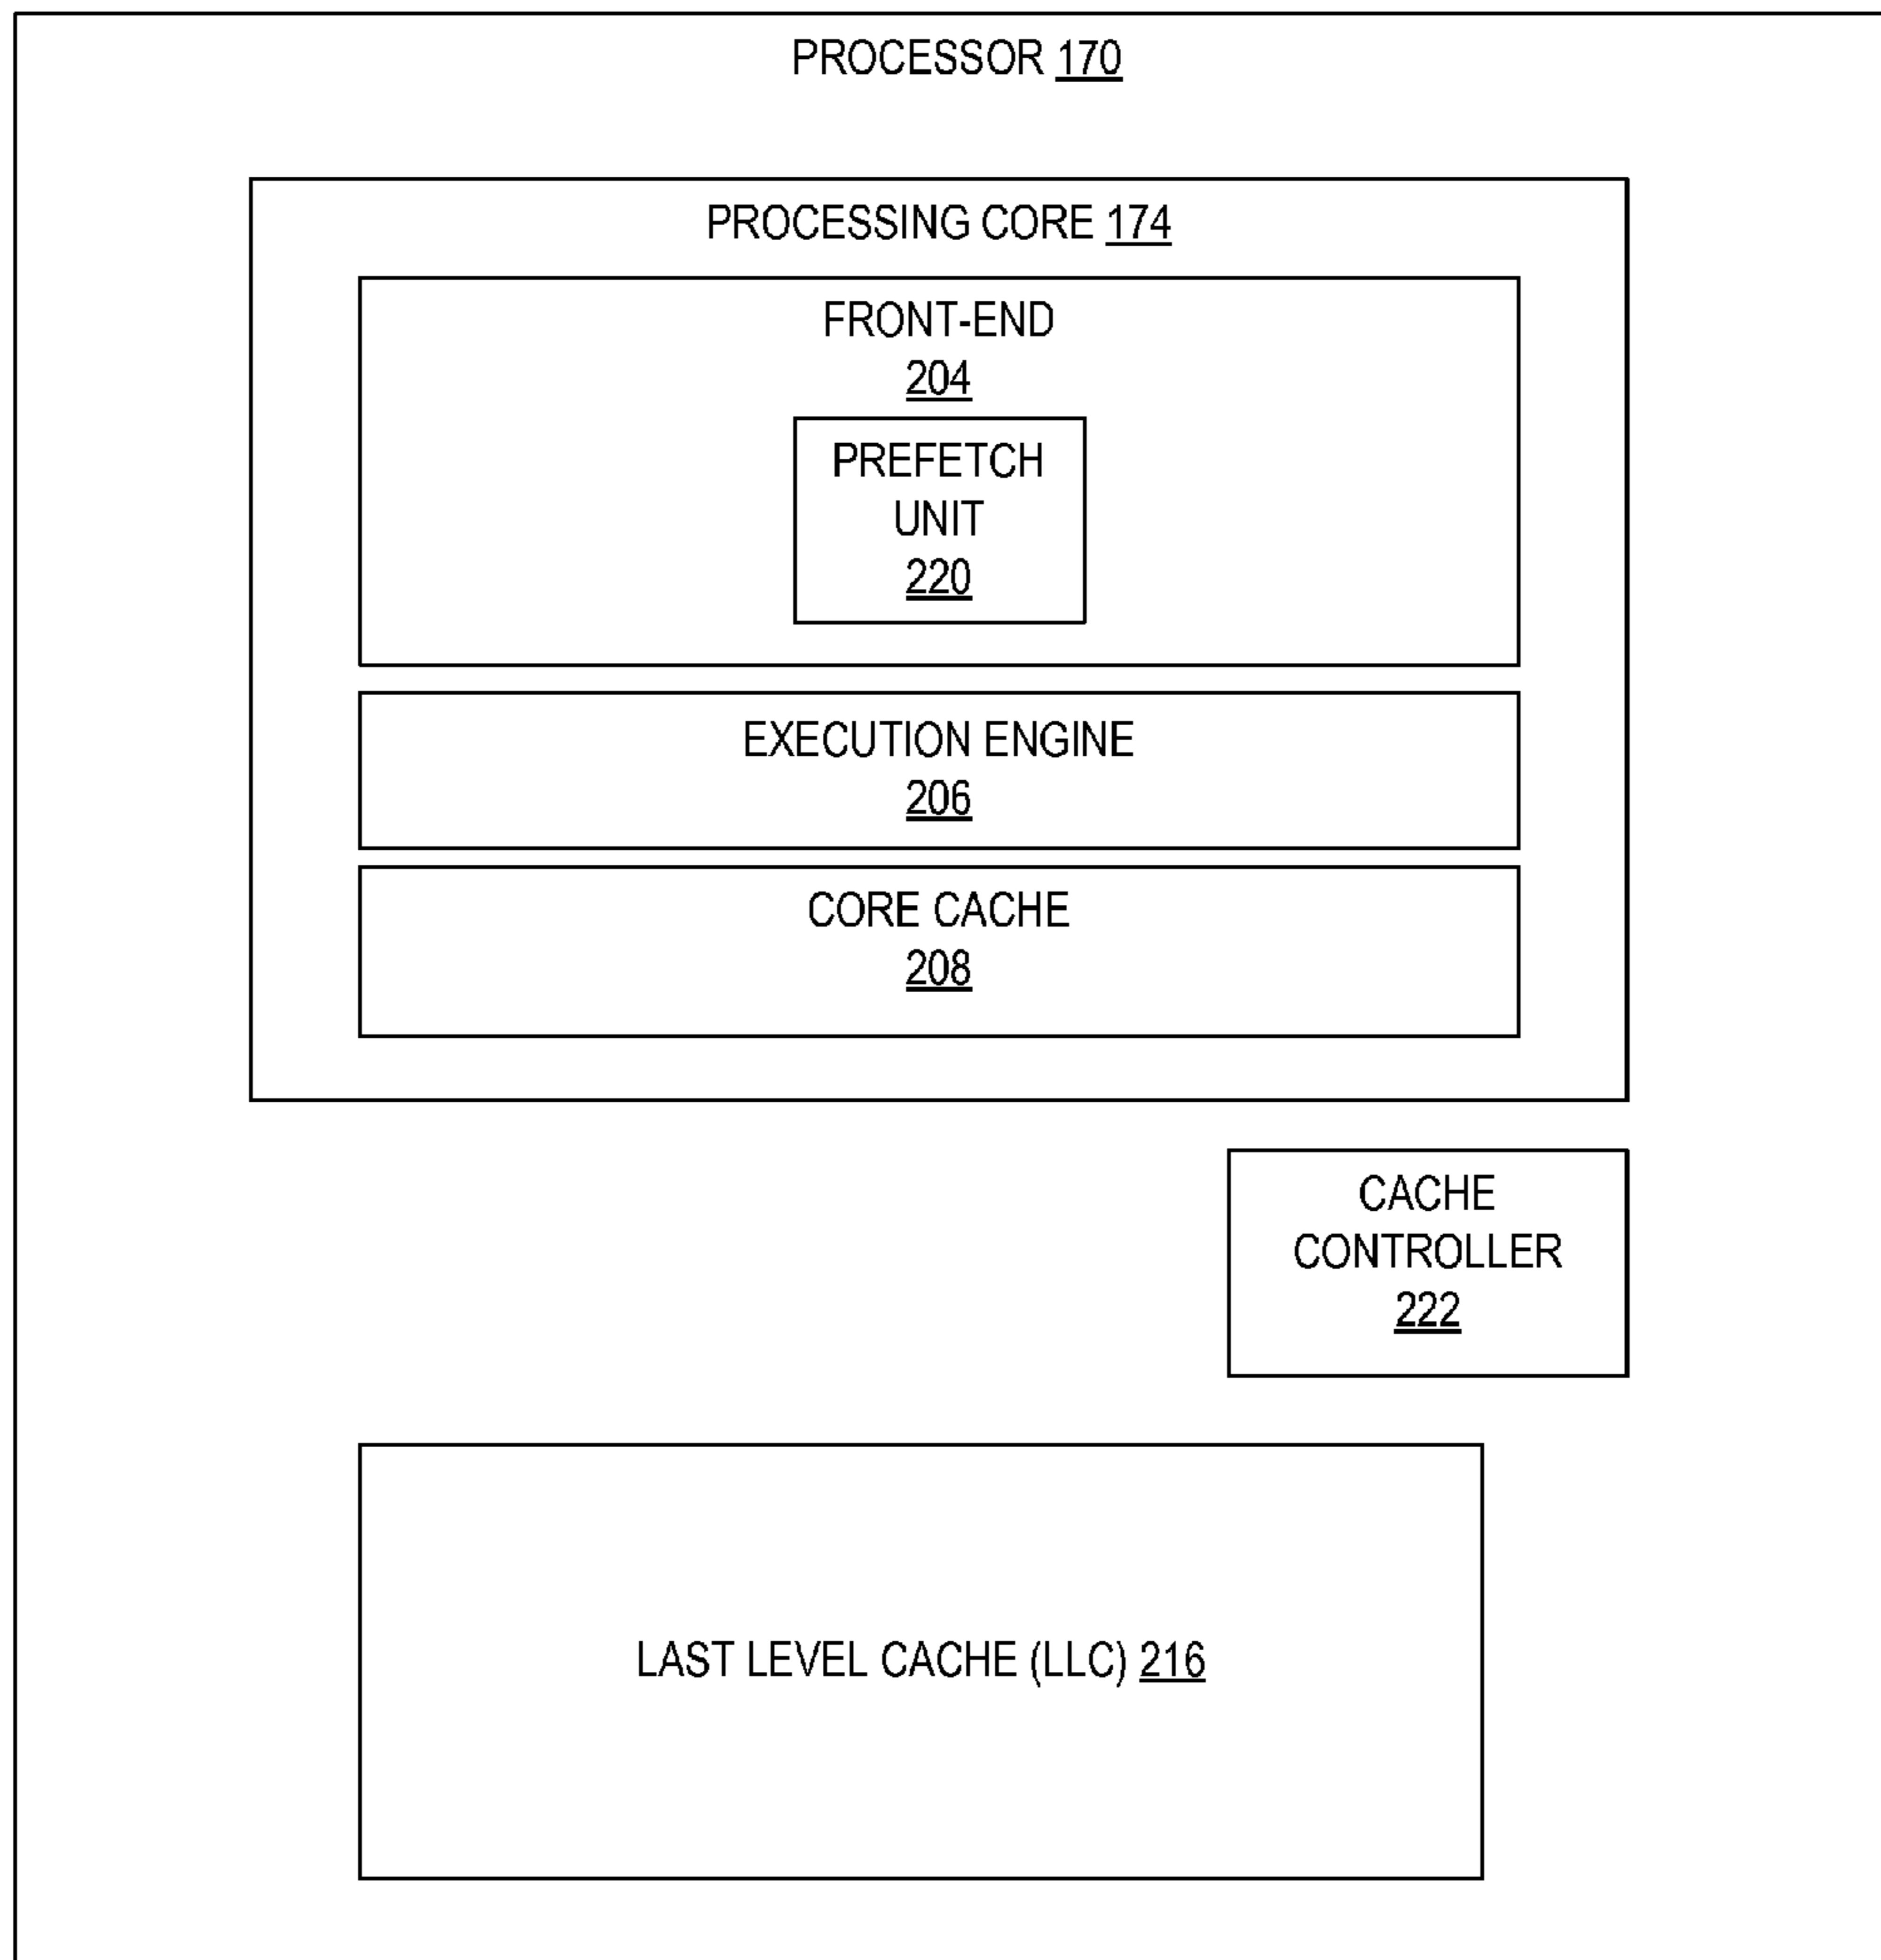 PROCESSOR 170
PROCESSING CORE 174
FRONT-END
204
PREFETCH
UNIT
220
EXECUTION ENGINE
206
CORE CACHE
208
CACHE
CONTROLLER
222
LAST LEVEL CACHE (LLC) 216